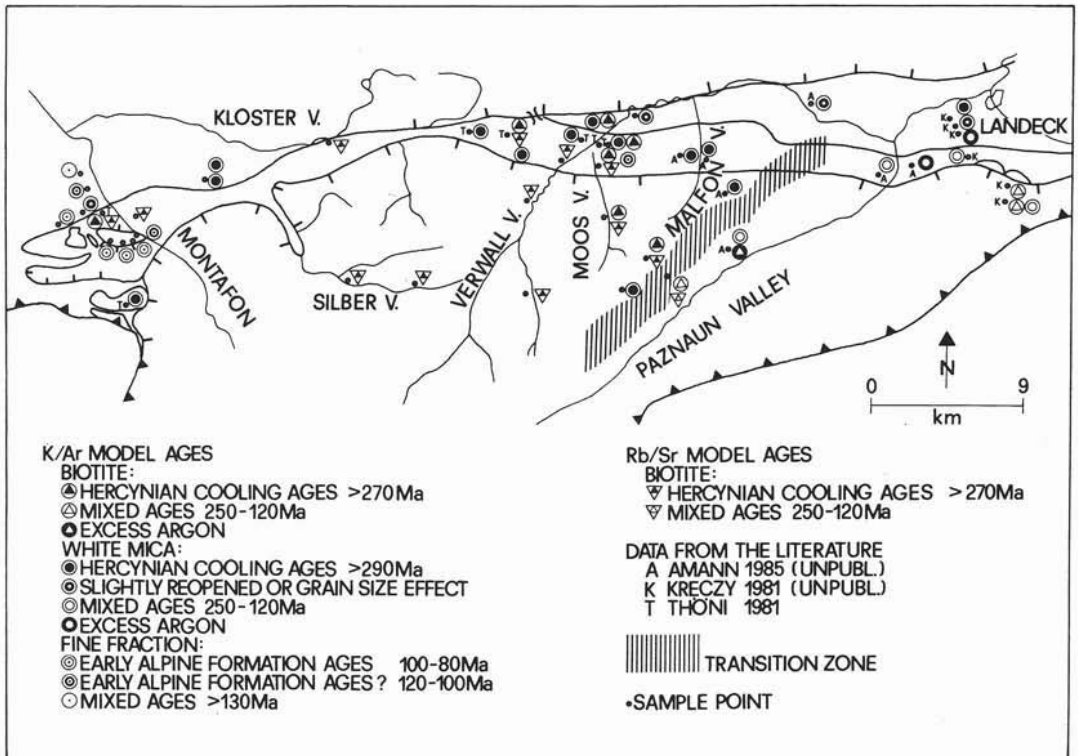 KLOSTER V.
LANDECK
MONTAFON
SILBER V.
VERWALL V.
MOOS V.
MALFON V.
PAZNAUN VALLEY
N
0 9
km
K/Ar MODEL AGES
BIOTITE:
HERCYNIAN COOLING AGES >270Ma
MIXED AGES 250-120Ma
EXCESS ARGON
WHITE MICA:
HERCYNIAN COOLING AGES >290Ma
SLIGHTLY REOPENED OR GRAIN SIZE EFFECT
MIXED AGES 250-120Ma
EXCESS ARGON
FINE FRACTION:
EARLY ALPINE FORMATION AGES 100-80Ma
EARLY ALPINE FORMATION AGES? 120-100Ma
MIXED AGES >130Ma
Rb/Sr MODEL AGES
BIOTITE:
HERCYNIAN COOLING AGES >270Ma
MIXED AGES 250-120Ma
DATA FROM THE LITERATURE
A AMANN 1985 (UNPUBL.)
K KRECZY 1981 (UNPUBL.)
T THÖNI 1981
TRANSITION ZONE
•SAMPLE POINT